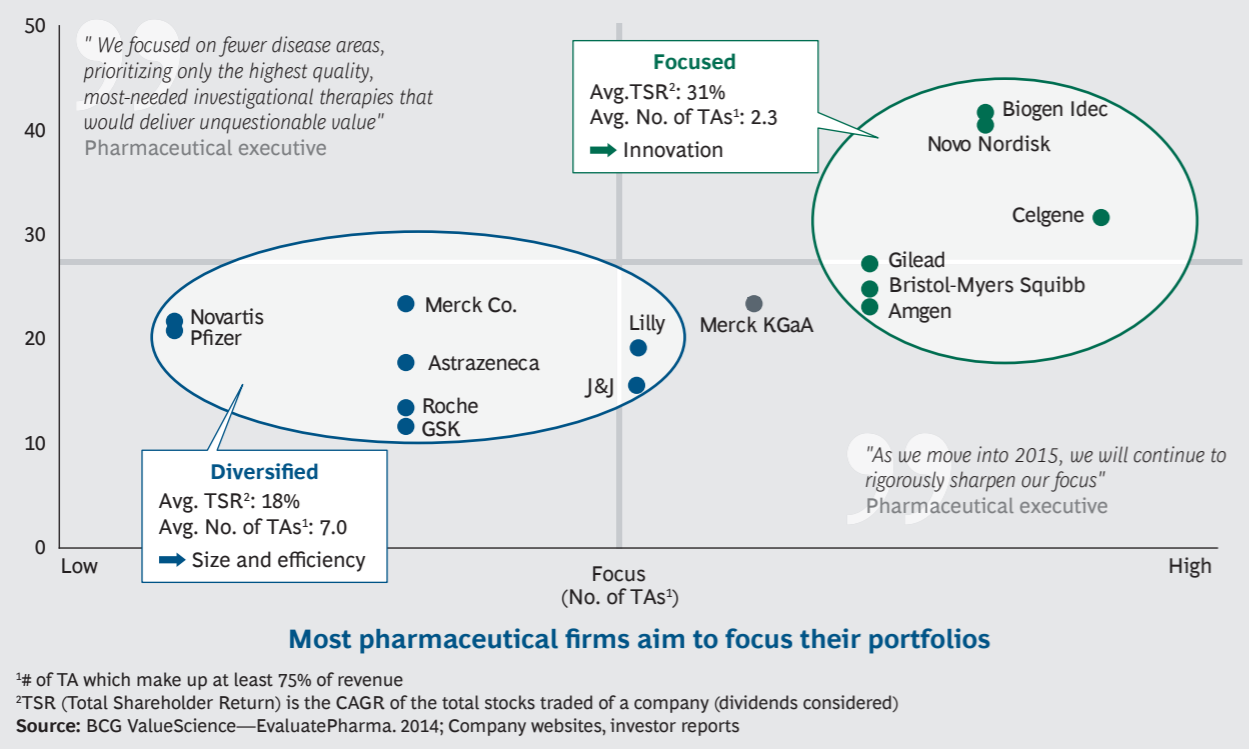 50
40
30
20
10
0
" We focused on fewer disease areas,
prioritizing only the highest quality,
most-needed investigational therapies that
would deliver unquestionable value"
Pharmaceutical executive
Focused
Avg.TSR²: 31%
Avg. No. of TAs¹: 2.3
Innovation
Biogen Idec
Novo Nordisk
Celgene
Gilead
Bristol-Myers Squibb
Amgen
Novartis
Pfizer
Merck Co.
Astrazeneca
Roche
GSK
Lilly
J&J
Merck KGaA
Diversified
Avg. TSR²: 18%
Avg. No. of TAs¹: 7.0
Size and efficiency
"As we move into 2015, we will continue to
rigorously sharpen our focus"
Pharmaceutical executive
Low
Focus
(No. of TAs¹)
High
Most pharmaceutical firms aim to focus their portfolios
¹# of TA which make up at least 75% of revenue
²TSR (Total Shareholder Return) is the CAGR of the total stocks traded of a company (dividends considered)
Source: BCG ValueScience—EvaluatePharma. 2014; Company websites, investor reports